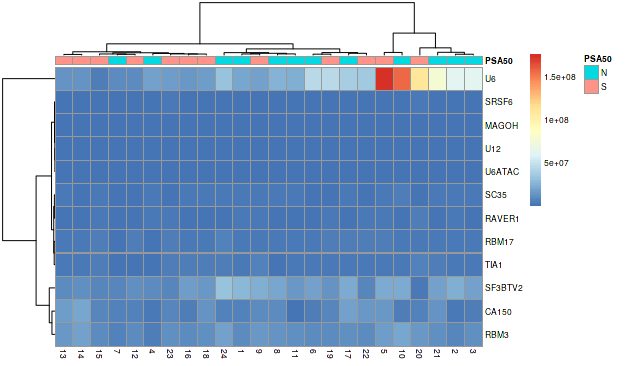 PSA50
U6
SRSF6
MAGOH
U12
U6ATAC
SC35
RAVER1
RBM17
TIA1
SF3BTV2
CA150
RBM3
13 14 15 7 12 4 23 16 18 24 1 9 8 11 6 19 17 22 5 10 20 21 2 3
1.5e+08
1e+08
5e+07
PSA50
N
S